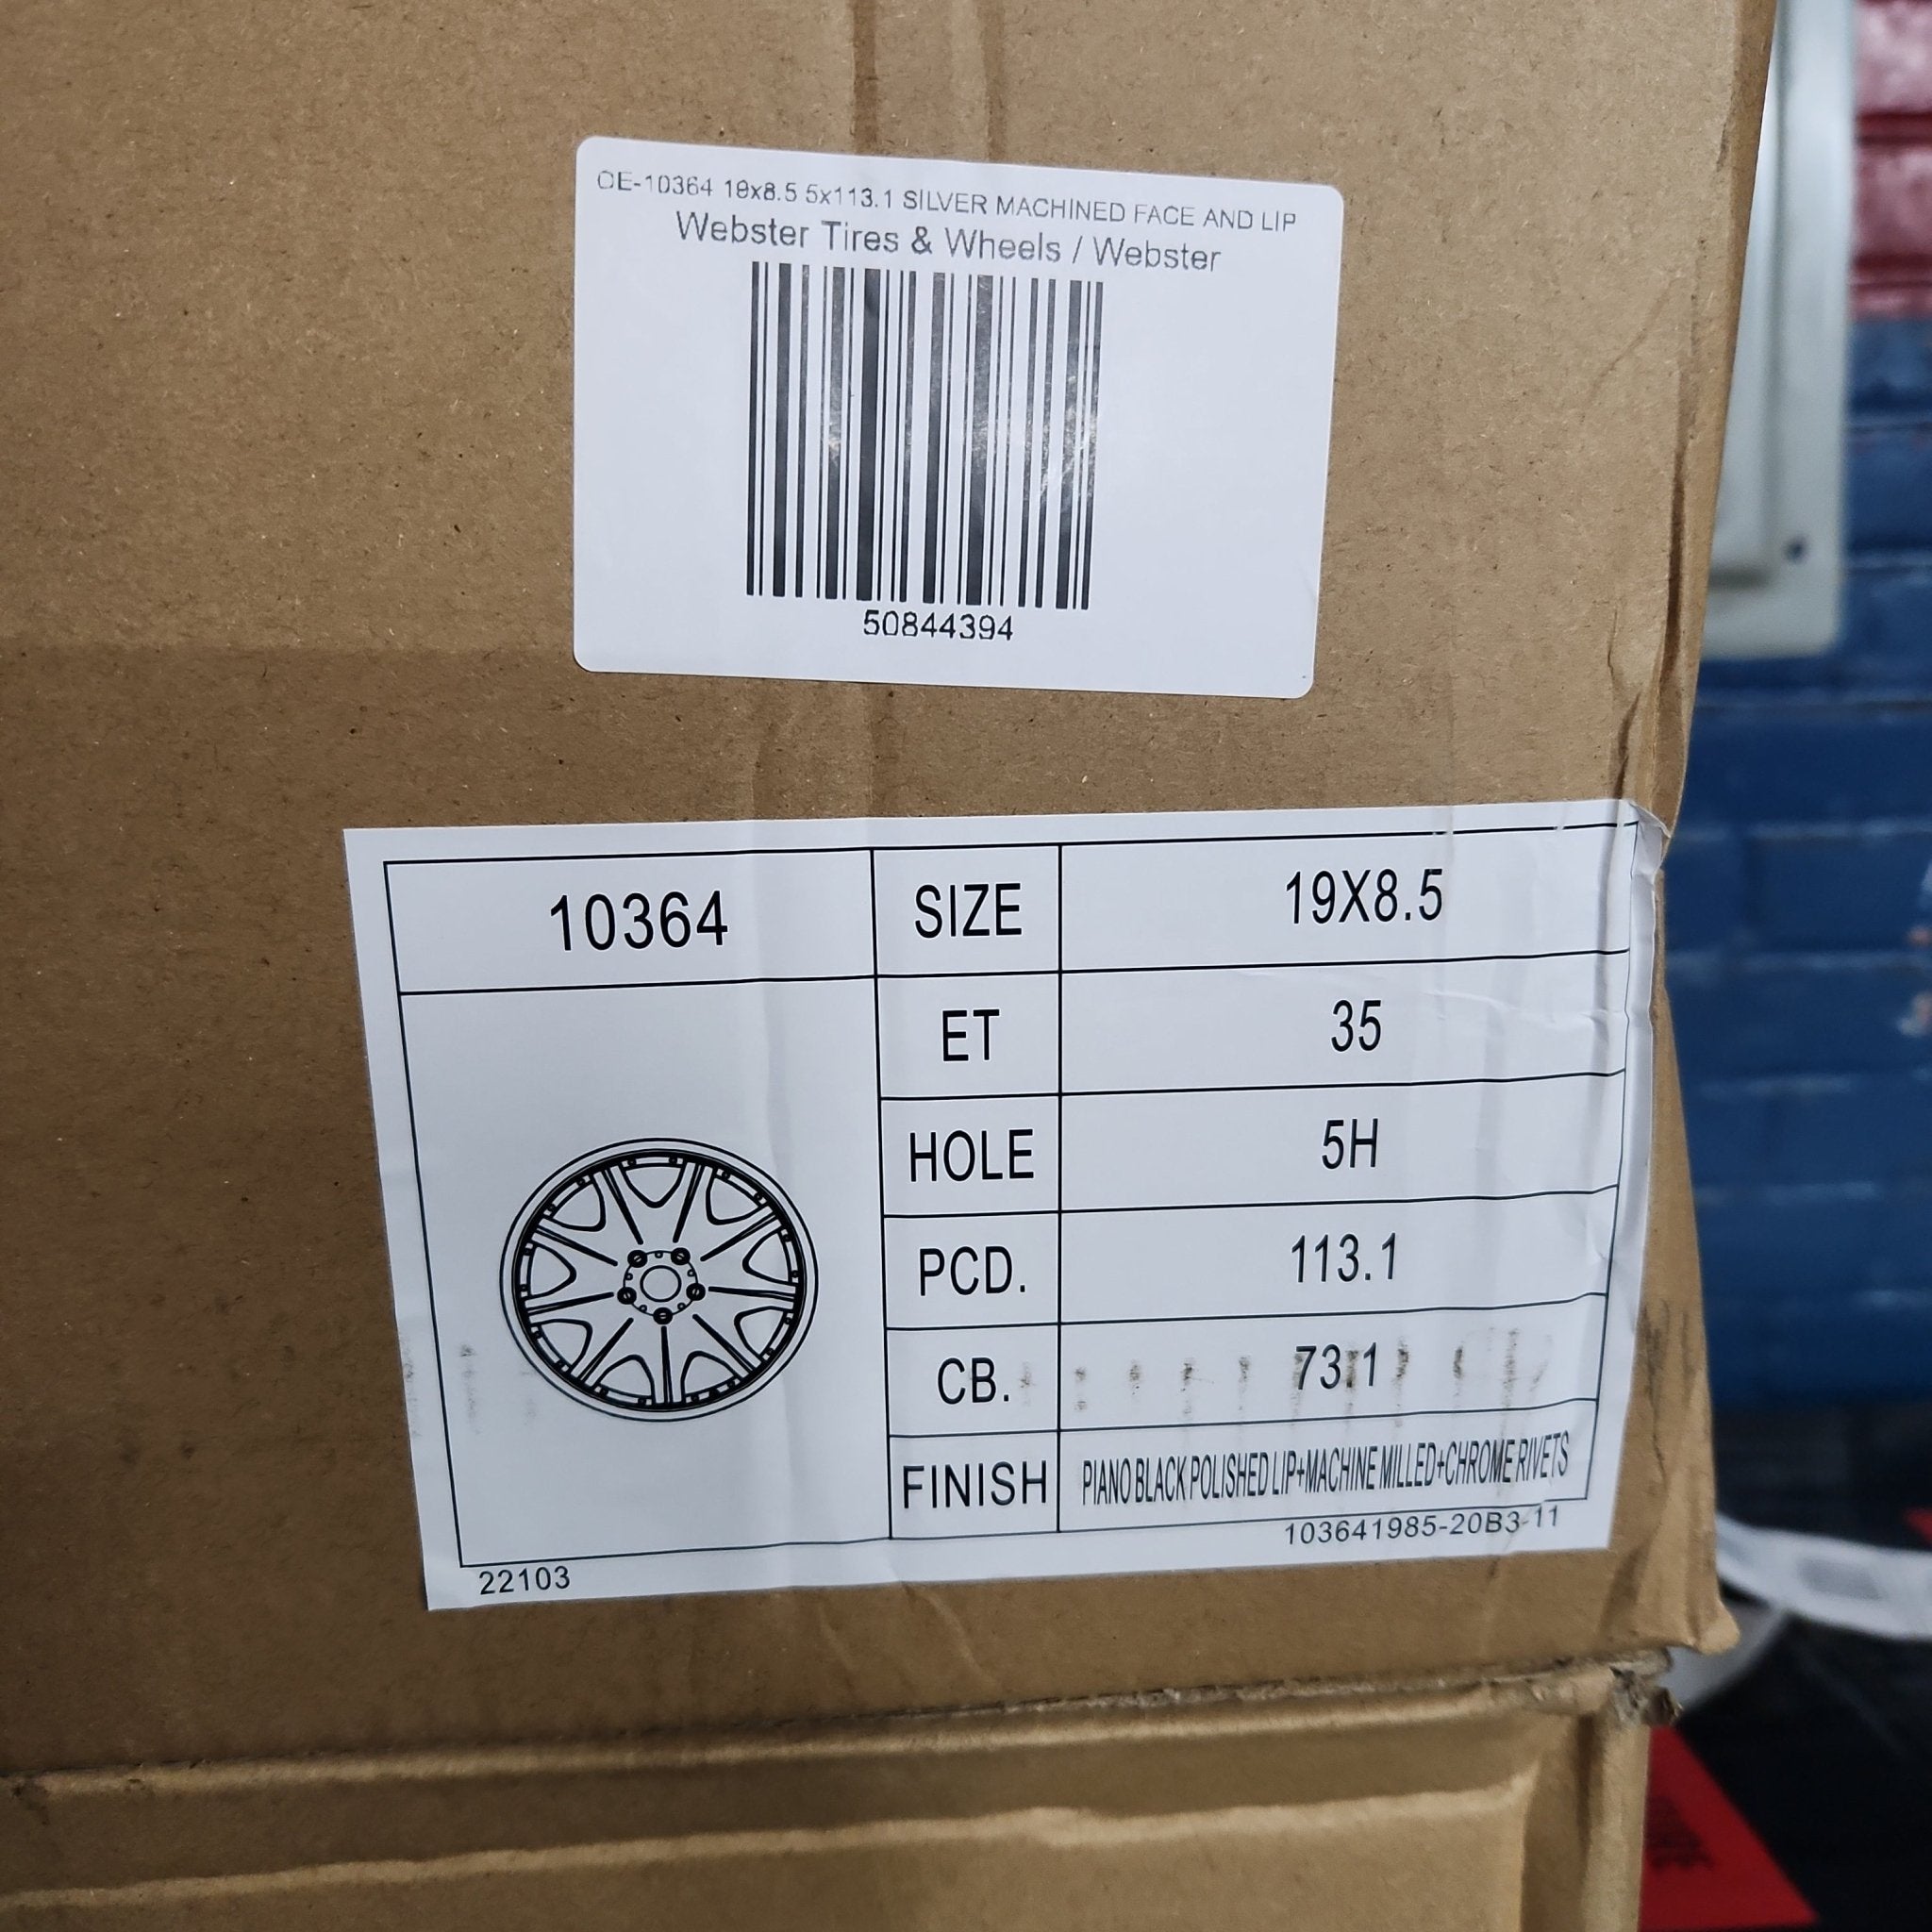 OE-10364 19x8.5 5x113.1 SILVER MACHINED FACE AND LIP
Webster Tires & Wheels / Webster
50844394
10364
SIZE 19X8.5
ET 35
HOLE 5H
PCD. 113.1
CB. 73.1
FINISH PIANO BLACK POLISHED LIP+MACHINE MILLED+CHROME RIVETS
103641985-20B3-11
22103